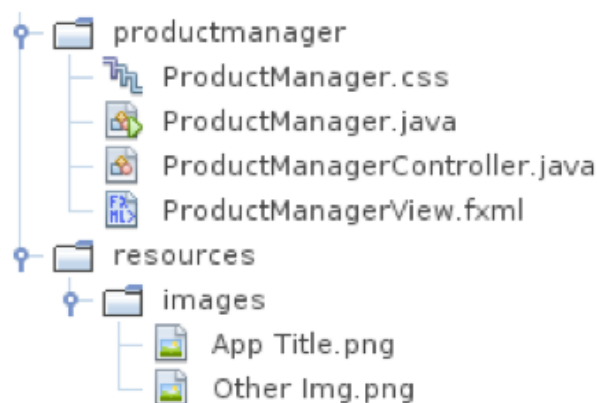 productmanager
ProductManager.css
ProductManager.java
ProductManagerController.java
ProductManagerView.fxml
resources
images
App Title.png
Other Img.png